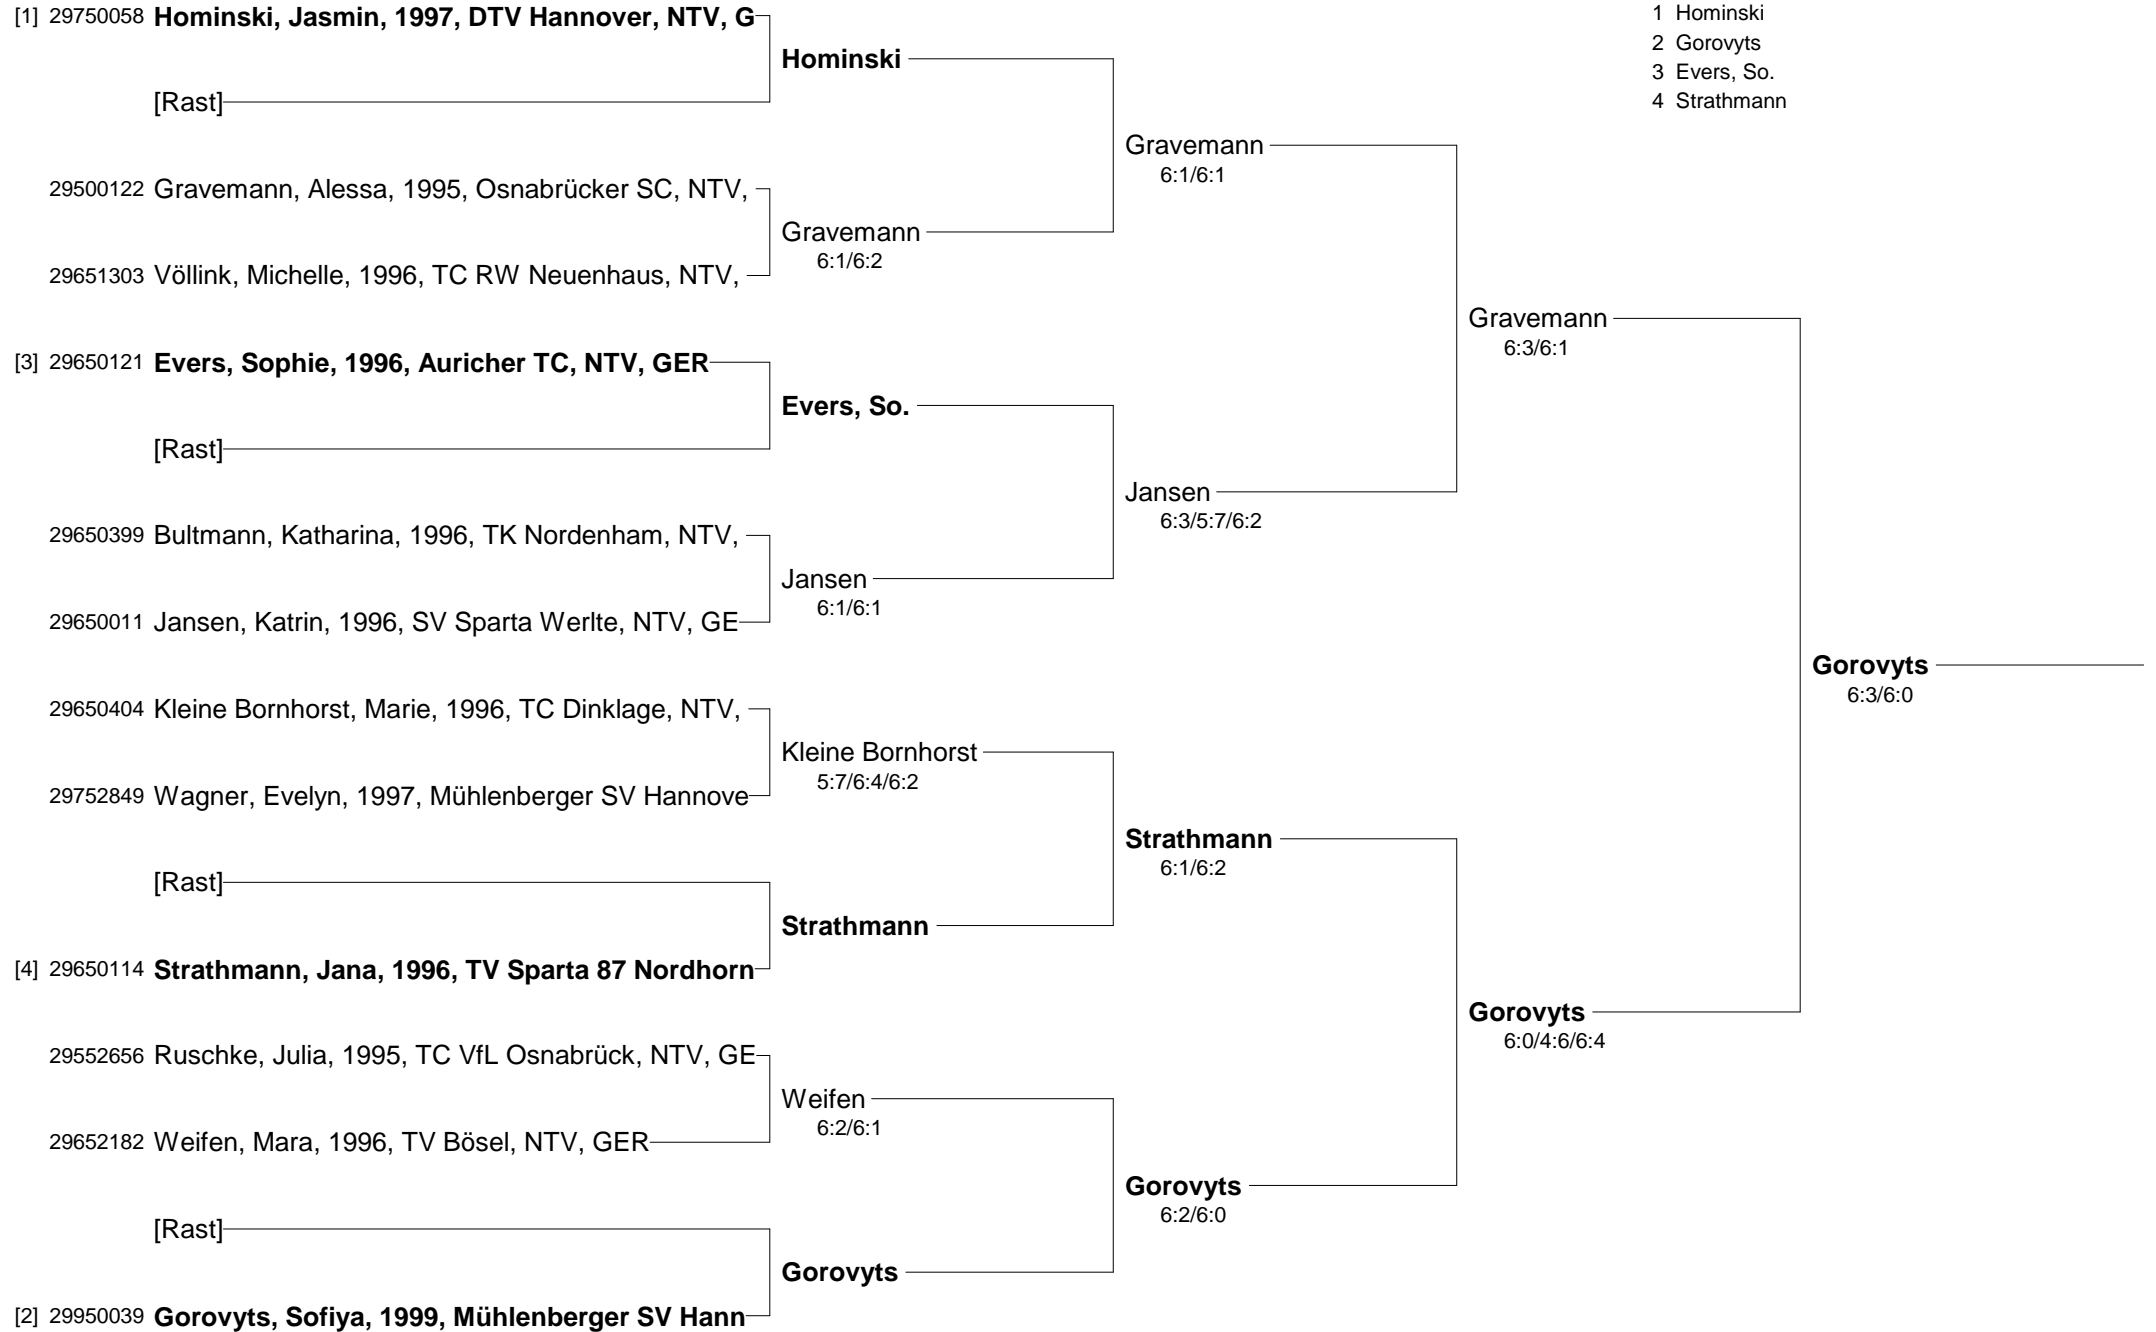 [1] 29750058 Hominski, Jasmin, 1997, DTV Hannover, NTV, G
1 Hominski
2 Gorovyts
Hominski
3 Evers, So.
[Rast]
4 Strathmann
Gravemann
6:1/6:1
29500122 Gravemann, Alessa, 1995, Osnabrücker SC, NTV,
Gravemann
6:1/6:2
29651303 Völlink, Michelle, 1996, TC RW Neuenhaus, NTV,
Gravemann
6:3/6:1
[3] 29650121 Evers, Sophie, 1996, Auricher TC, NTV, GER
Evers, So.
[Rast]
Jansen
6:3/5:7/6:2
29650399 Bultmann, Katharina, 1996, TK Nordenham, NTV,
Jansen
6:1/6:1
29650011 Jansen, Katrin, 1996, SV Sparta Werlte, NTV, GE
Gorovyts
6:3/6:0
29650404 Kleine Bornhorst, Marie, 1996, TC Dinklage, NTV,
Kleine Bornhorst
5:7/6:4/6:2
29752849 Wagner, Evelyn, 1997, Mühlenberger SV Hannove
Strathmann
6:1/6:2
[Rast]
Strathmann
[4] 29650114 Strathmann, Jana, 1996, TV Sparta 87 Nordhorn
Gorovyts
6:0/4:6/6:4
29552656 Ruschke, Julia, 1995, TC VfL Osnabrück, NTV, GE
Weifen
6:2/6:1
29652182 Weifen, Mara, 1996, TV Bösel, NTV, GER
Gorovyts
6:2/6:0
[Rast]
Gorovyts
[2] 29950039 Gorovyts, Sofiya, 1999, Mühlenberger SV Hann